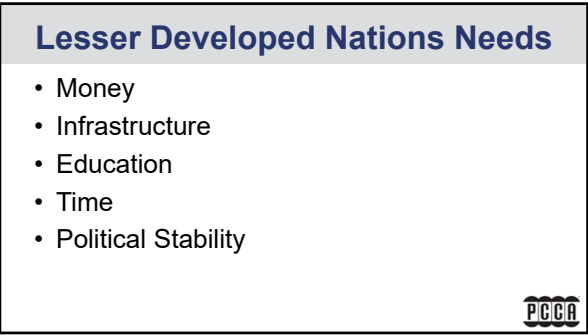 Lesser Developed Nations Needs
• Money
• Infrastructure
• Education
• Time
• Political Stability
PCCA